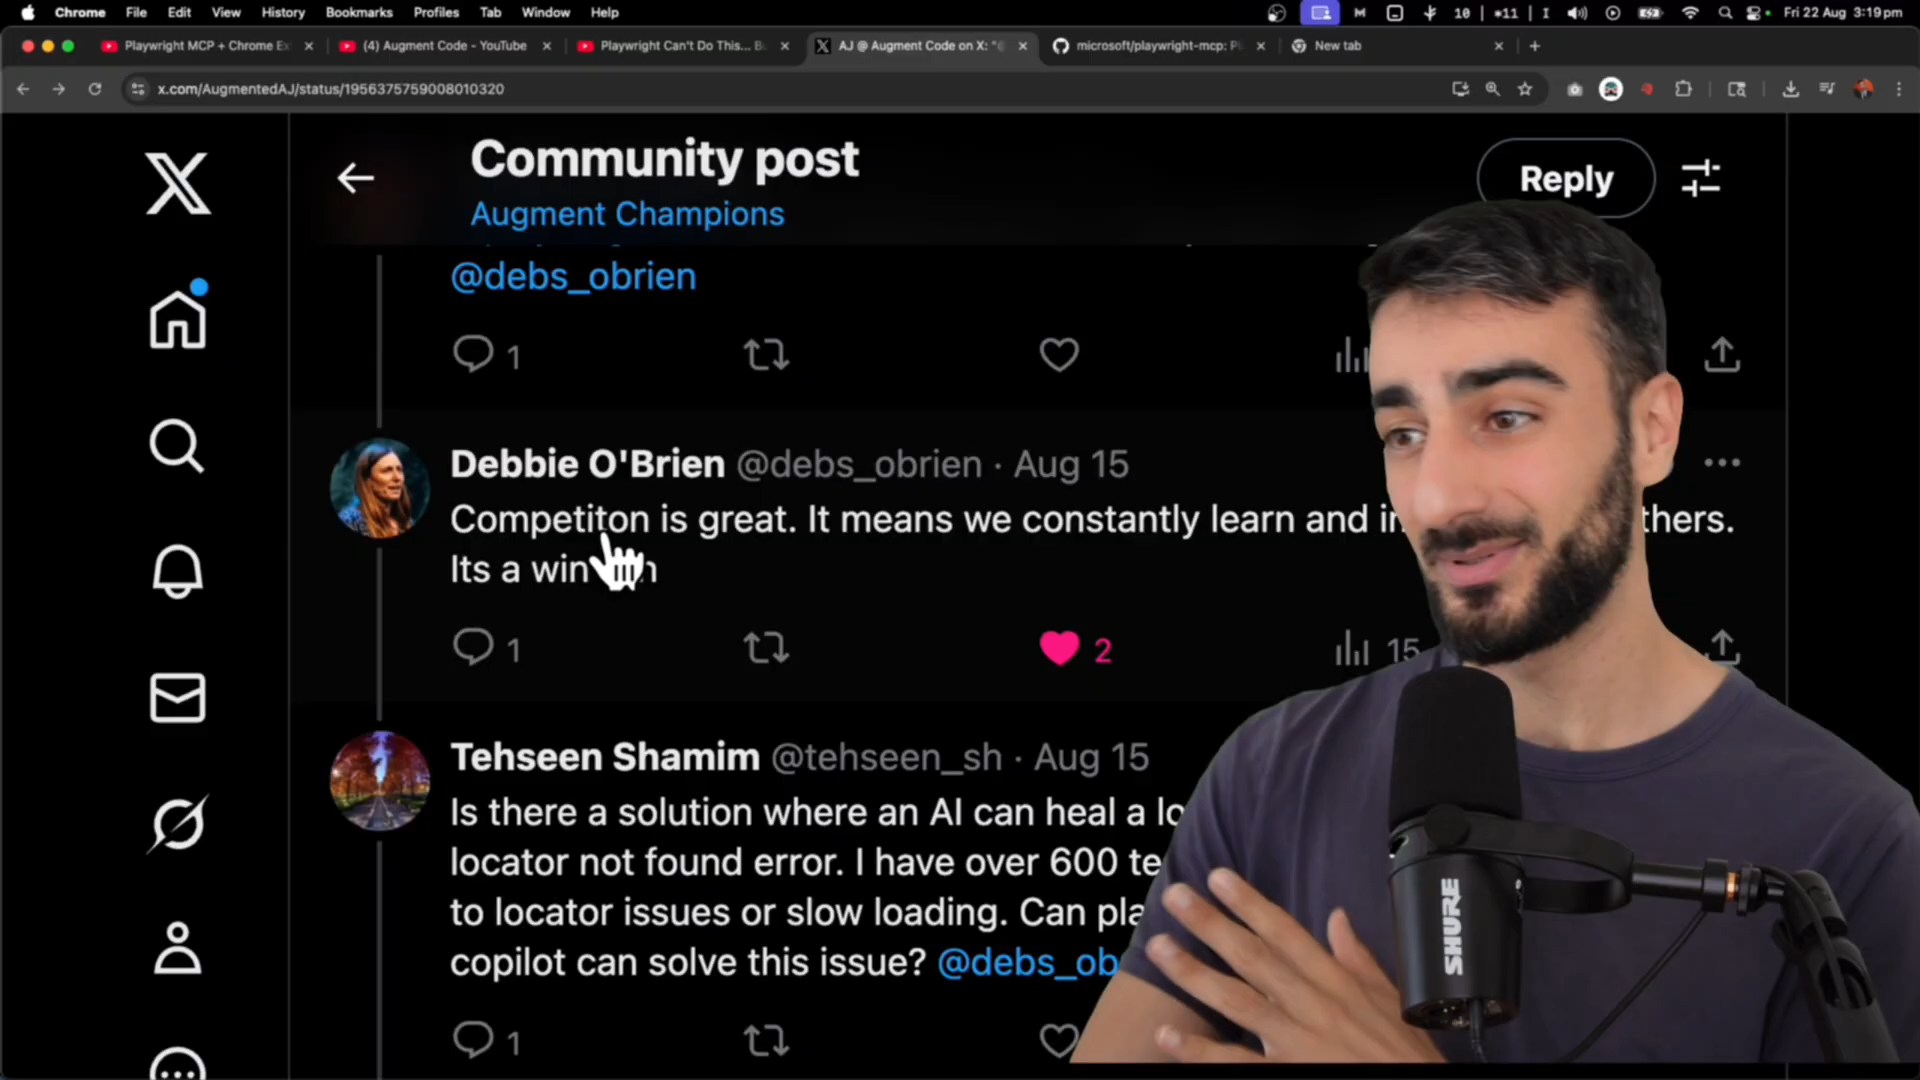 Chrome File Edit View History Bookmarks Profiles Tab Window Help
10 11 Fri 22 Aug 3:19 pm
Playwright MCP + Chrome Ex
(4) Augment Code - YouTube
Playwright Can't Do This... B
AJ @ Augment Code on X: "@
microsoft/playwright-mcp: P
New tab
x.com/AugmentedAJ/status/1956375759008010320
Community post
Augment Champions
Reply
@debs_obrien
1
Debbie O'Brien @debs_obrien · Aug 15
Competiton is great. It means we constantly learn and thers.
Its a win
1 2 15
Tehseen Shamim @tehseen_sh · Aug 15
Is there a solution where an AI can heal a lo
locator not found error. I have over 600 te
to locator issues or slow loading. Can pla
copilot can solve this issue? @debs_ob
1
SHURE